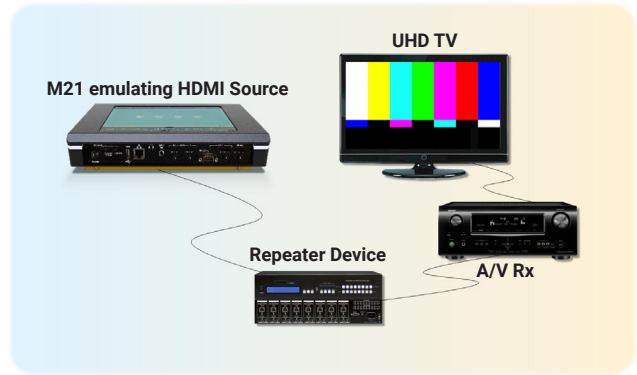 UHD TV
M21 emulating HDMI Source
Repeater Device
A/V Rx